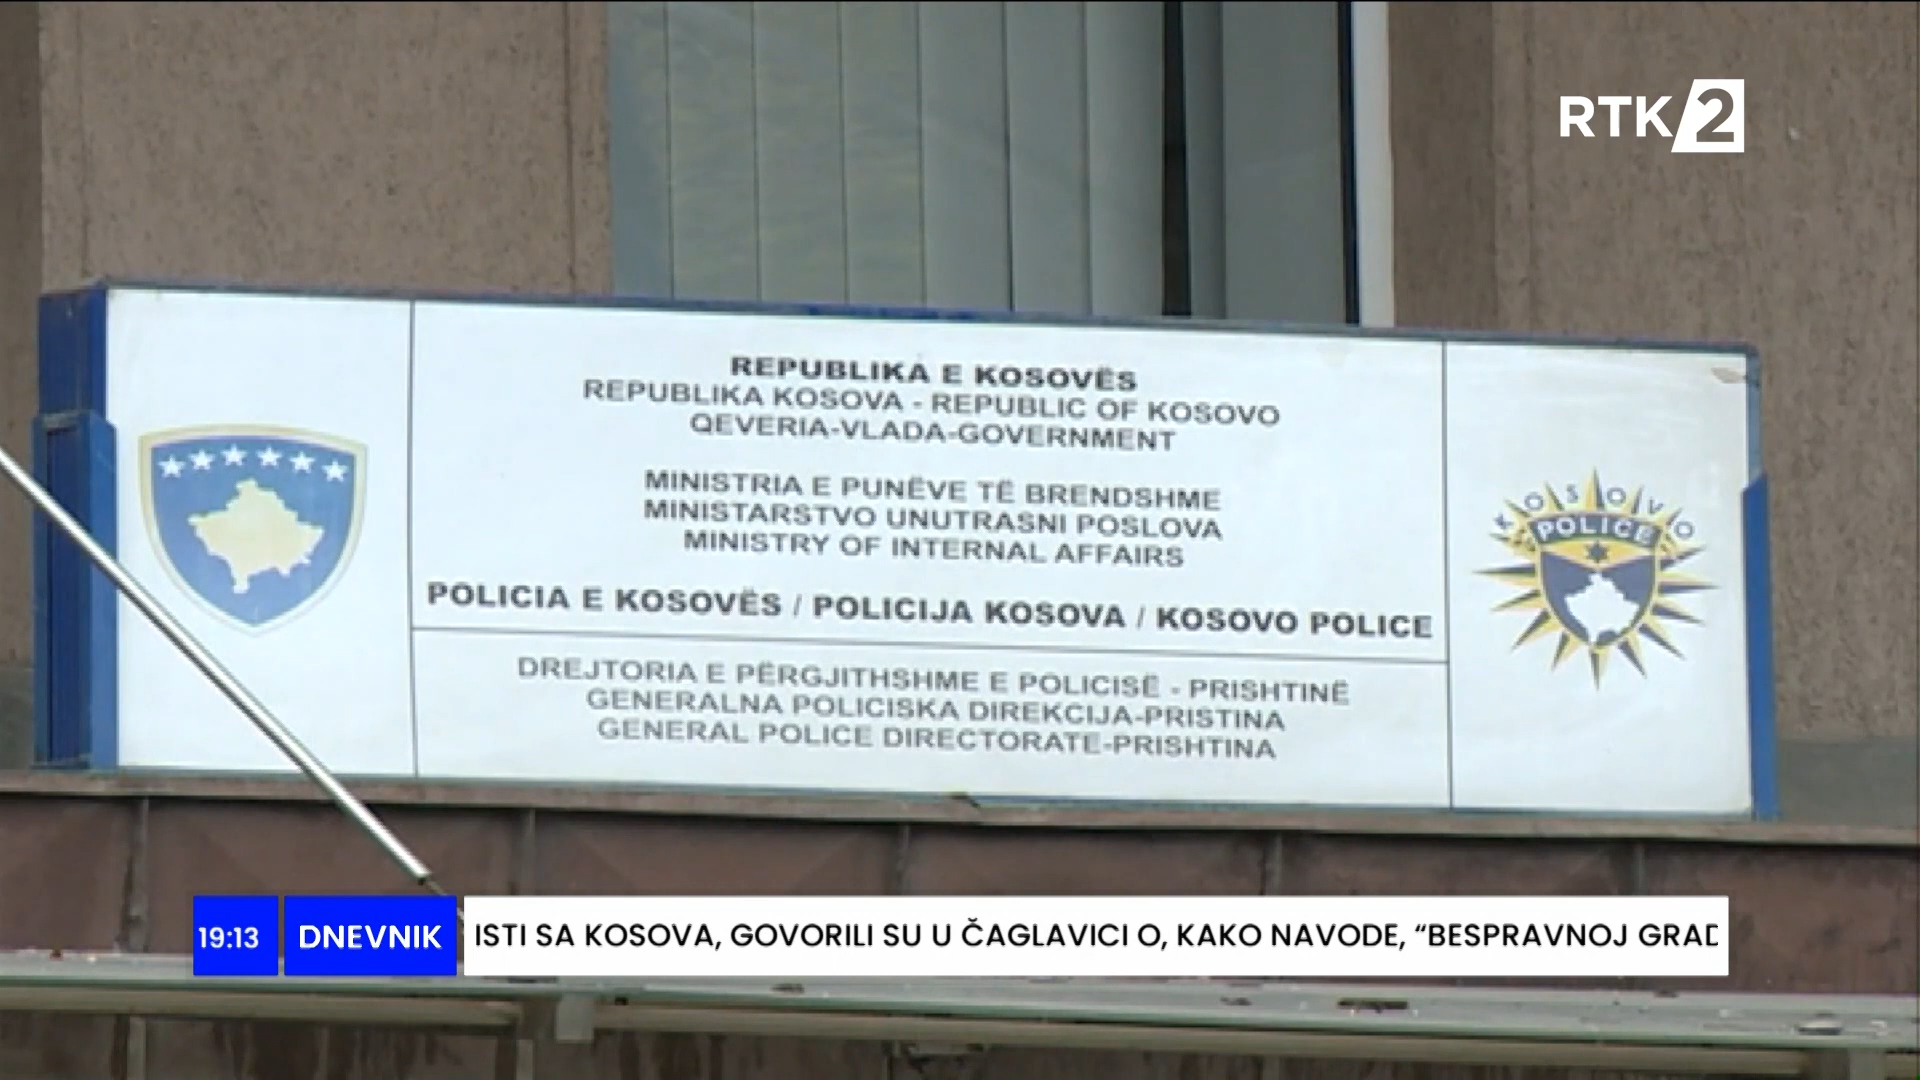 RTK 2
REPUBLIKA E KOSOVËS
REPUBLIKA KOSOVA - REPUBLIC OF KOSOVO
QEVERIA-VLADA-GOVERNMENT
MINISTRIA E PUNËVE TË BRENDSHME
MINISTARSTVO UNUTRASNI POSLOVA
MINISTRY OF INTERNAL AFFAIRS
POLICIA E KOSOVËS / POLICIJA KOSOVA / KOSOVO POLICE
DREJTORIA E PËRGJITHSHME E POLICISË - PRISHTINË
GENERALNA POLICISKA DIREKCIJA-PRISTINA
GENERAL POLICE DIRECTORATE-PRISHTINA
KOSOVO
POLICE
19:13 DNEVNIK ISTI SA KOSOVA, GOVORILI SU U ČAGLAVICI O, KAKO NAVODE, “BESPRAVNOJ GRAD